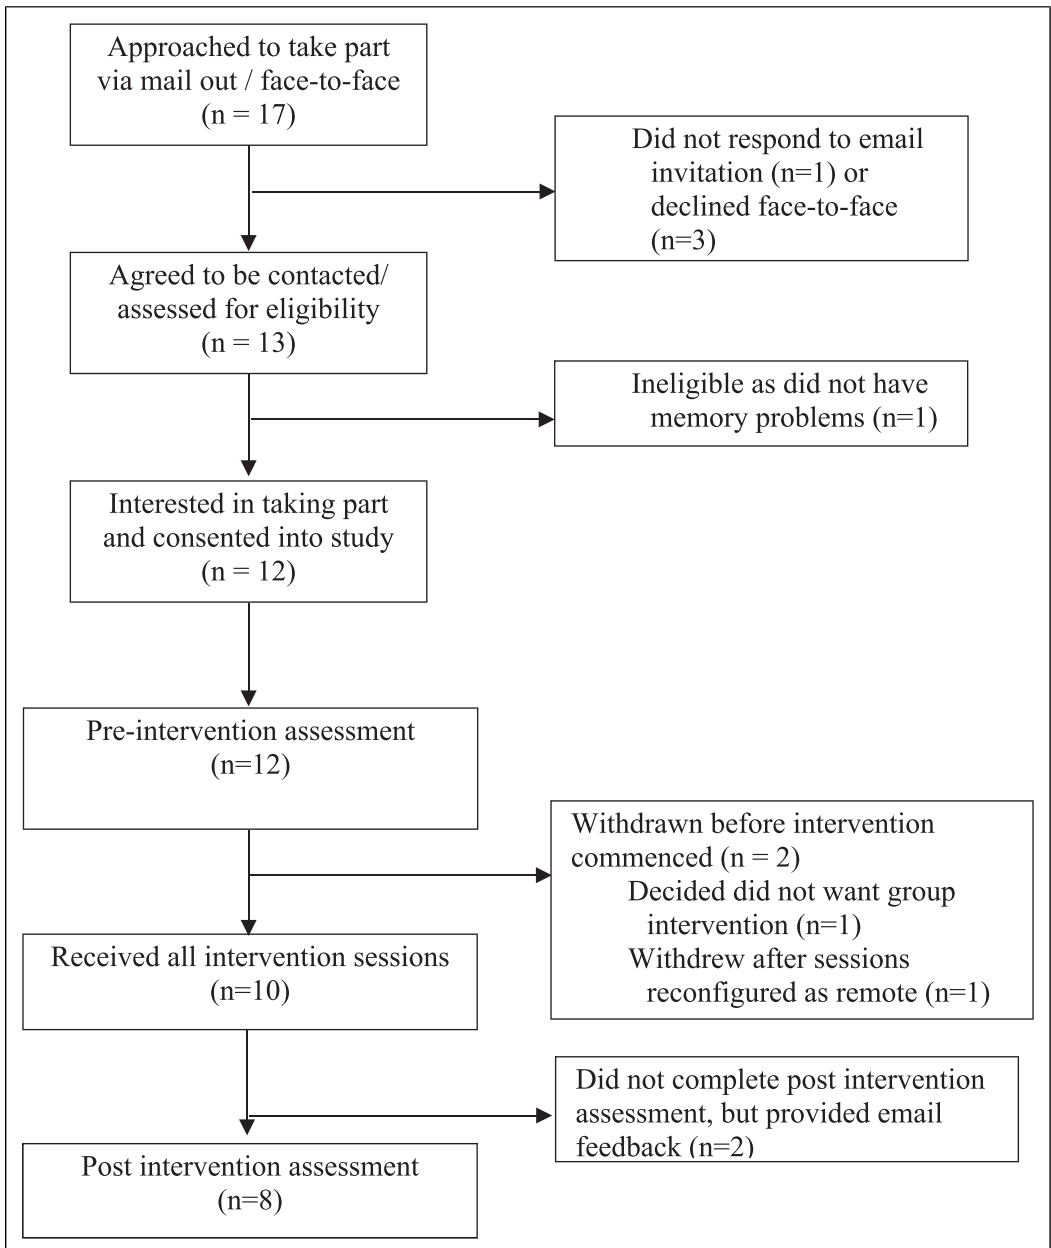 Approached to take part
via mail out / face-to-face
(n = 17)
Did not respond to email
invitation (n=1) or
declined face-to-face
(n=3)
Agreed to be contacted/
assessed for eligibility
(n = 13)
Ineligible as did not have
memory problems (n=1)
Interested in taking part
and consented into study
(n = 12)
Pre-intervention assessment
(n=12)
Withdrawn before intervention
commenced (n = 2)
Decided did not want group
intervention (n=1)
Withdrew after sessions
reconfigured as remote (n=1)
Received all intervention sessions
(n=10)
Did not complete post intervention
assessment, but provided email
feedback (n=2)
Post intervention assessment
(n=8)